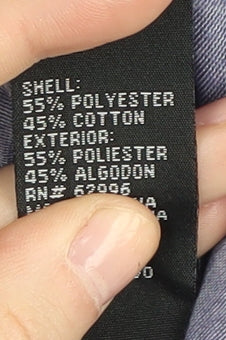 SHELL:
55% POLYESTER
45% COTTON
EXTERIOR:
55% POLIESTER
45% ALGODON
RN# 62996